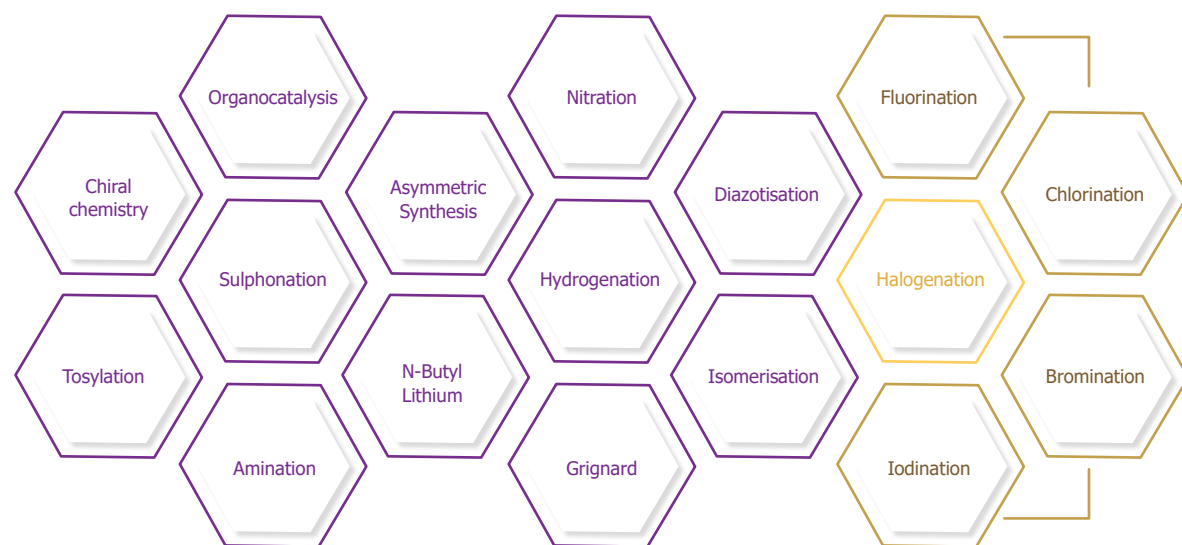 Organocatalysis
Nitration
Fluorination
Chiral
chemistry
Asymmetric
Synthesis
Diazotisation
Chlorination
Sulphonation
Hydrogenation
Halogenation
Tosylation
N-Butyl
Lithium
Isomerisation
Bromination
Amination
Grignard
Iodination